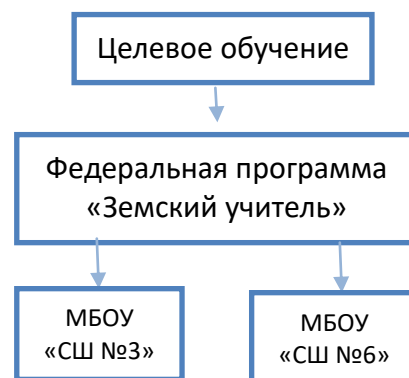 Целевое обучение
Федеральная программа
«Земский учитель»
МБОУ
«СШ №3»
МБОУ
«СШ №6»